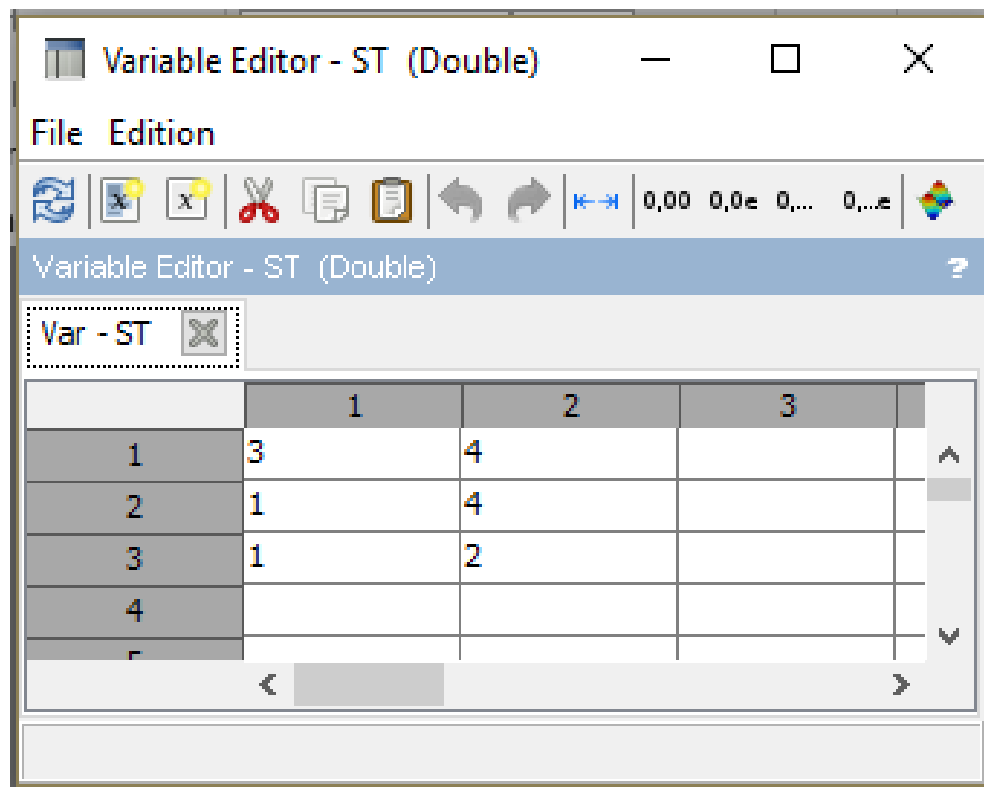 Variable Editor - ST (Double)
File Edition
0,00 0,0e 0,... 0,...e
Variable Editor - ST (Double) ?
Var - ST
1 2 3
1 3 4
2 1 4
3 1 2
4